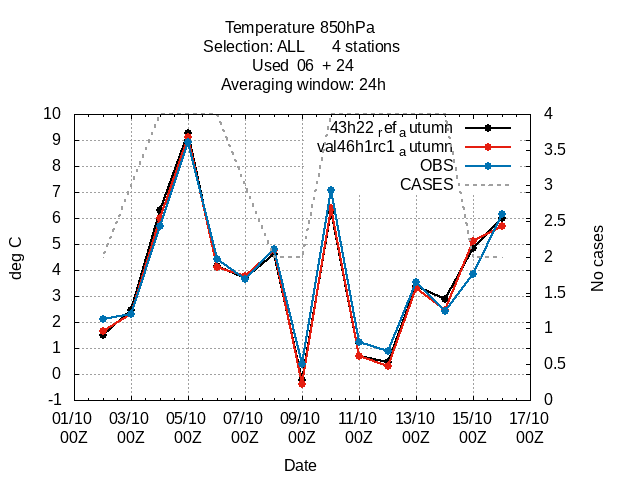 Temperature 850hPa
Selection: ALL 4 stations
Used 06 + 24
Averaging window: 24h
10 4
9
8 3.5
7 3
6 2.5
5
4 2
3 1.5
2 1
1
0 0.5
-1 0
43h22 ref a utumn
val46h1rc1 a utumn
OBS
CASES
deg C
No cases
01/10 03/10 05/10 07/10 09/10 11/10 13/10 15/10 17/10
00Z 00Z 00Z 00Z 00Z 00Z 00Z 00Z 00Z
Date